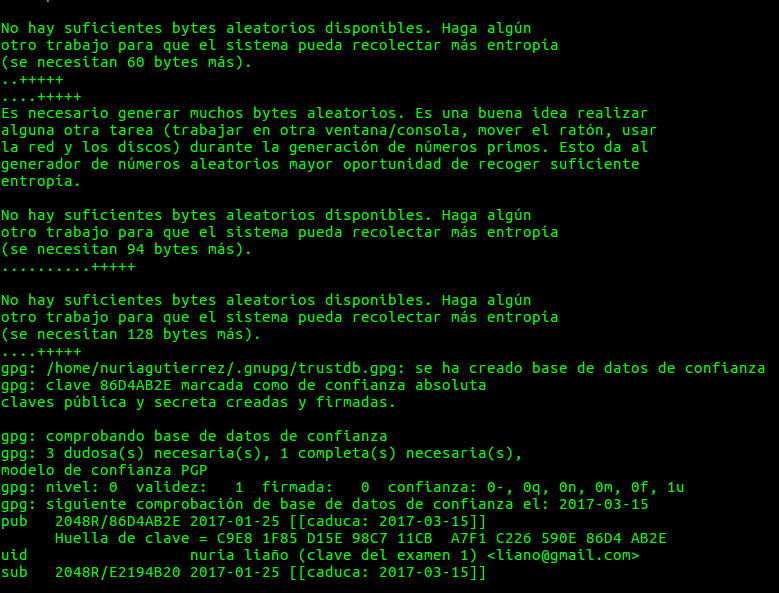 No hay suficientes bytes aleatorios disponibles. Haga algún
otro trabajo para que el sistema pueda recolectar más entropía
(se necesitan 60 bytes más).
..+++++
....+++++
Es necesario generar muchos bytes aleatorios. Es una buena idea realizar
alguna otra tarea (trabajar en otra ventana/consola, mover el ratón, usar
la red y los discos) durante la generación de números primos. Esto da al
generador de números aleatorios mayor oportunidad de recoger suficiente
entropía.
No hay suficientes bytes aleatorios disponibles. Haga algún
otro trabajo para que el sistema pueda recolectar más entropía
(se necesitan 94 bytes más).
..........+++++
No hay suficientes bytes aleatorios disponibles. Haga algún
otro trabajo para que el sistema pueda recolectar más entropía
(se necesitan 128 bytes más).
....+++++
gpg: /home/nuriagutierrez/.gnupg/trustdb.gpg: se ha creado base de datos de confianza
gpg: clave 86D4AB2E marcada como de confianza absoluta
claves pública y secreta creadas y firmadas.
gpg: comprobando base de datos de confianza
gpg: 3 dudosa(s) necesaria(s), 1 completa(s) necesaria(s),
modelo de confianza PGP
gpg: nivel: 0  validez:   1  firmada:   0  confianza: 0-, 0q, 0n, 0m, 0f, 1u
gpg: siguiente comprobación de base de datos de confianza el: 2017-03-15
pub   2048R/86D4AB2E 2017-01-25 [[caduca: 2017-03-15]]
      Huella de clave = C9E8 1F85 D15E 98C7 11CB  A7F1 C226 590E 86D4 AB2E
uid                  nuria liaño (clave del examen 1) <liano@gmail.com>
sub   2048R/E2194B20 2017-01-25 [[caduca: 2017-03-15]]